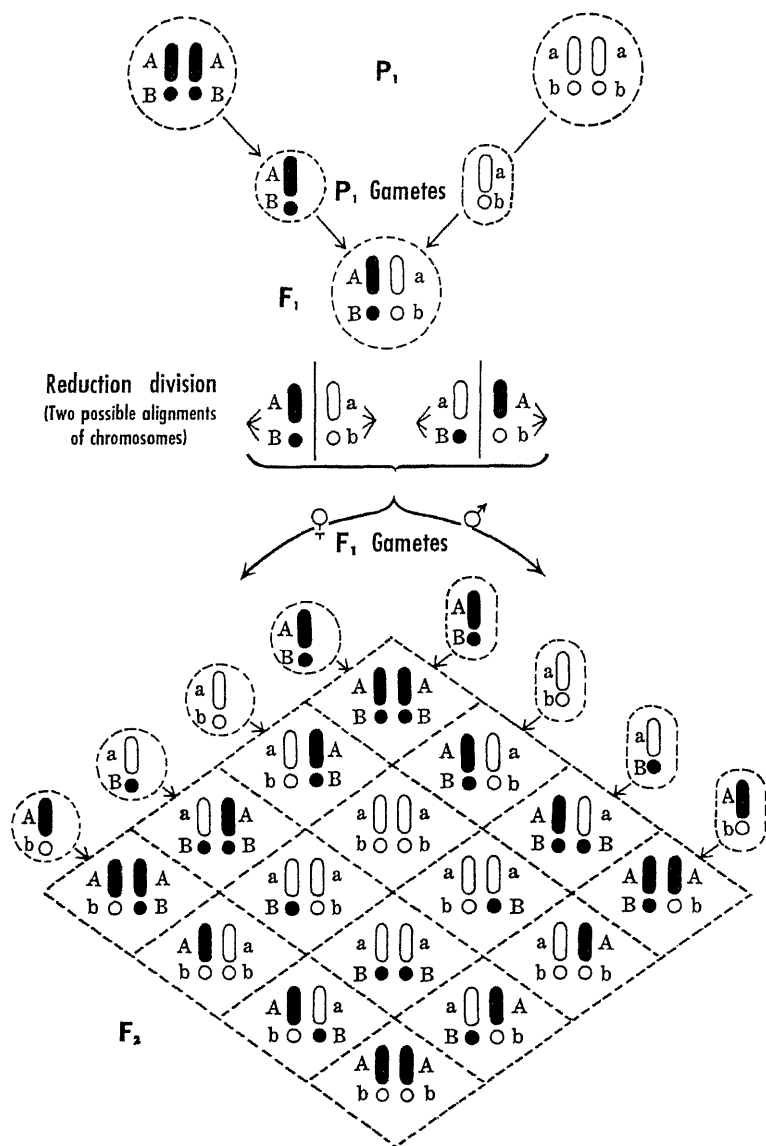 A A a a
B B b b
P₁
A a
B b
P₁ Gametes
A a
F₁
B b
Reduction division
(Two possible alignments
of chromosomes)
A a a A
B b B b
♀ ♂
F₁ Gametes
A A
B B
a a
b b
A A
B B
a a
B B
a A A a
b B B b
A A
b b
a A a a A a
B B b b B B
A A a a a a A A
b B B b b B B b
A a a a a A
b b B B b b
F₂
A a a A
b B B b
A A
b b